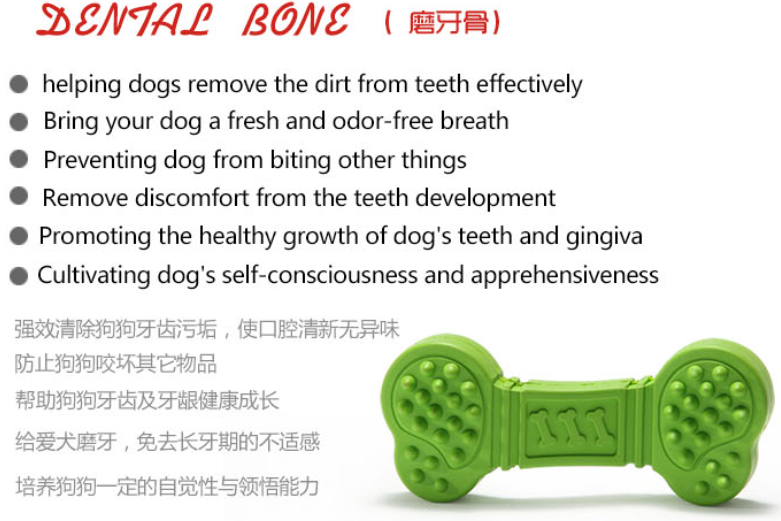 DENTAL BONE (磨牙骨)
helping dogs remove the dirt from teeth effectively
Bring your dog a fresh and odor-free breath
Preventing dog from biting other things
Remove discomfort from the teeth development
Promoting the healthy growth of dog's teeth and gingiva
Cultivating dog's self-consciousness and apprehensiveness
强效清除狗狗牙齿污垢，使口腔清新无异味
防止狗狗咬坏其它物品
帮助狗狗牙齿及牙龈健康成长
给爱犬磨牙，免去长牙期的不适感
培养狗狗一定的自觉性与领悟能力